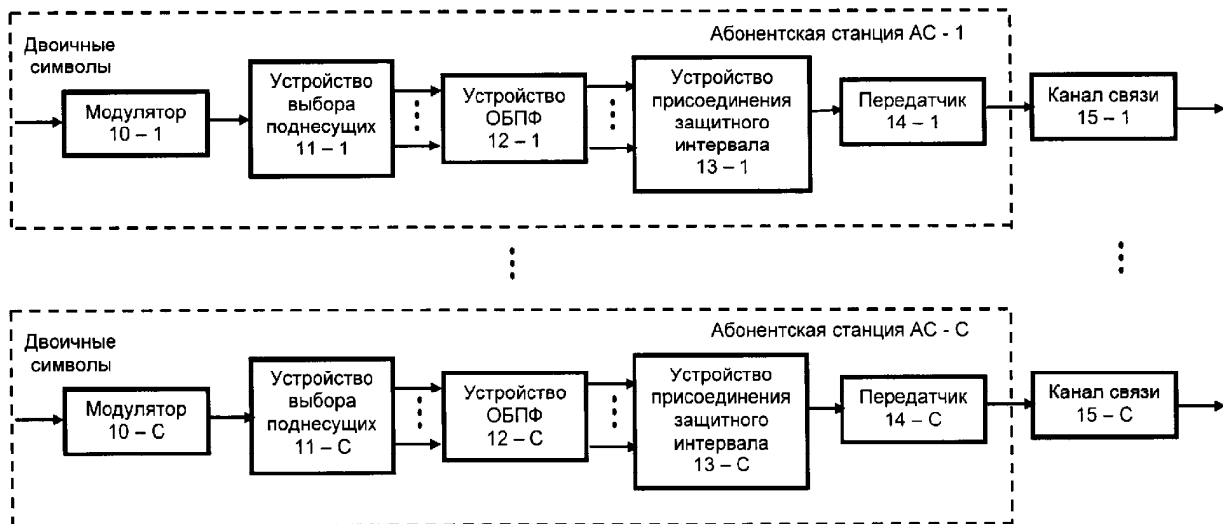 Двоичные
символы
Абонентская станция АС - 1
Модулятор
10 – 1
Устройство
выбора
поднесущих
11 – 1
Устройство
ОБПФ
12 – 1
Устройство
присоединения
защитного
интервала
13 – 1
Передатчик
14 – 1
Канал связи
15 – 1
Двоичные
символы
Абонентская станция АС - С
Модулятор
10 – С
Устройство
выбора
поднесущих
11 – С
Устройство
ОБПФ
12 – С
Устройство
присоединения
защитного
интервала
13 – С
Передатчик
14 – С
Канал связи
15 – С